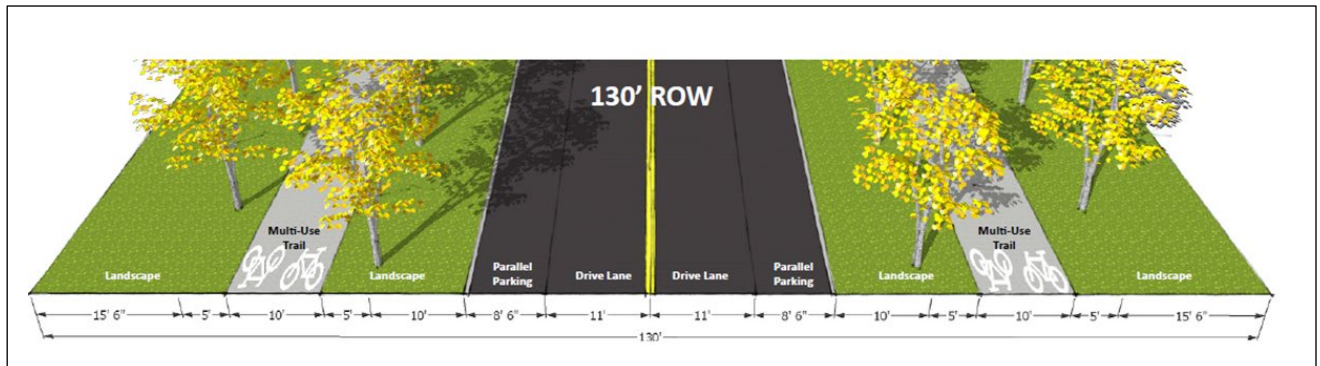 130' ROW
Multi-Use
Trail
Multi-Use
Trail
Landscape
Landscape
Parallel
Parking
Drive Lane
Drive Lane
Parallel
Parking
Landscape
Landscape
15' 6"
5'
10'
5'
10'
8' 6"
11'
11'
8' 6"
10'
5'
10'
5'
15' 6"
130'